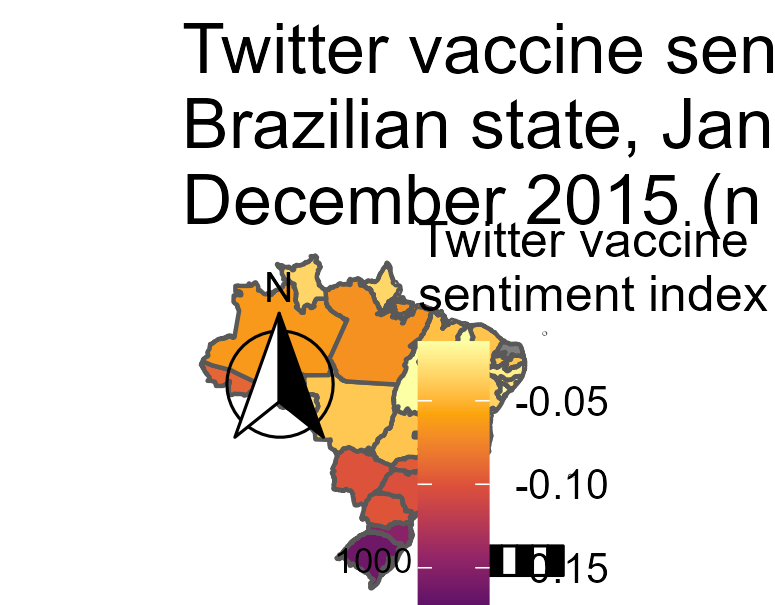 Twitter vaccine sen
Brazilian state, Jan
December 2015 (n
Twitter vaccine
sentiment index
N
-0.05
-0.10
1000
-0.15